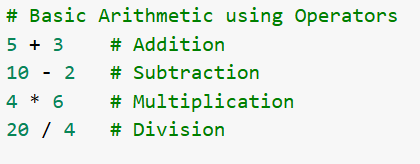 # Basic Arithmetic using Operators
5 + 3    # Addition
10 - 2   # Subtraction
4 * 6    # Multiplication
20 / 4   # Division